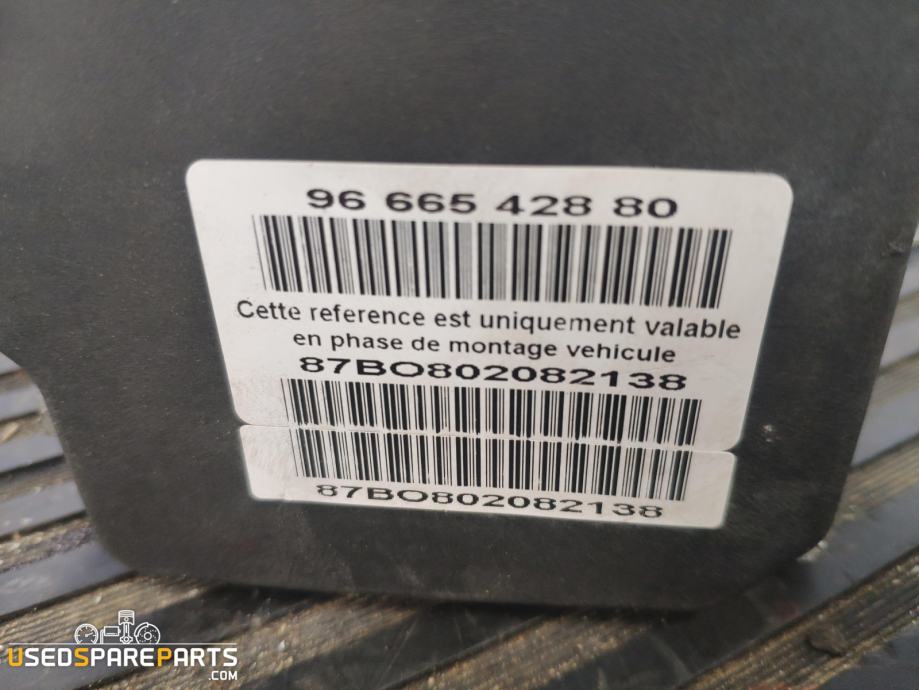 96 665 428 80
Cette reference est uniquement valable
en phase de montage vehicule
87BO802082138
87BO802082138
USEDSPAREPARTS
.COM